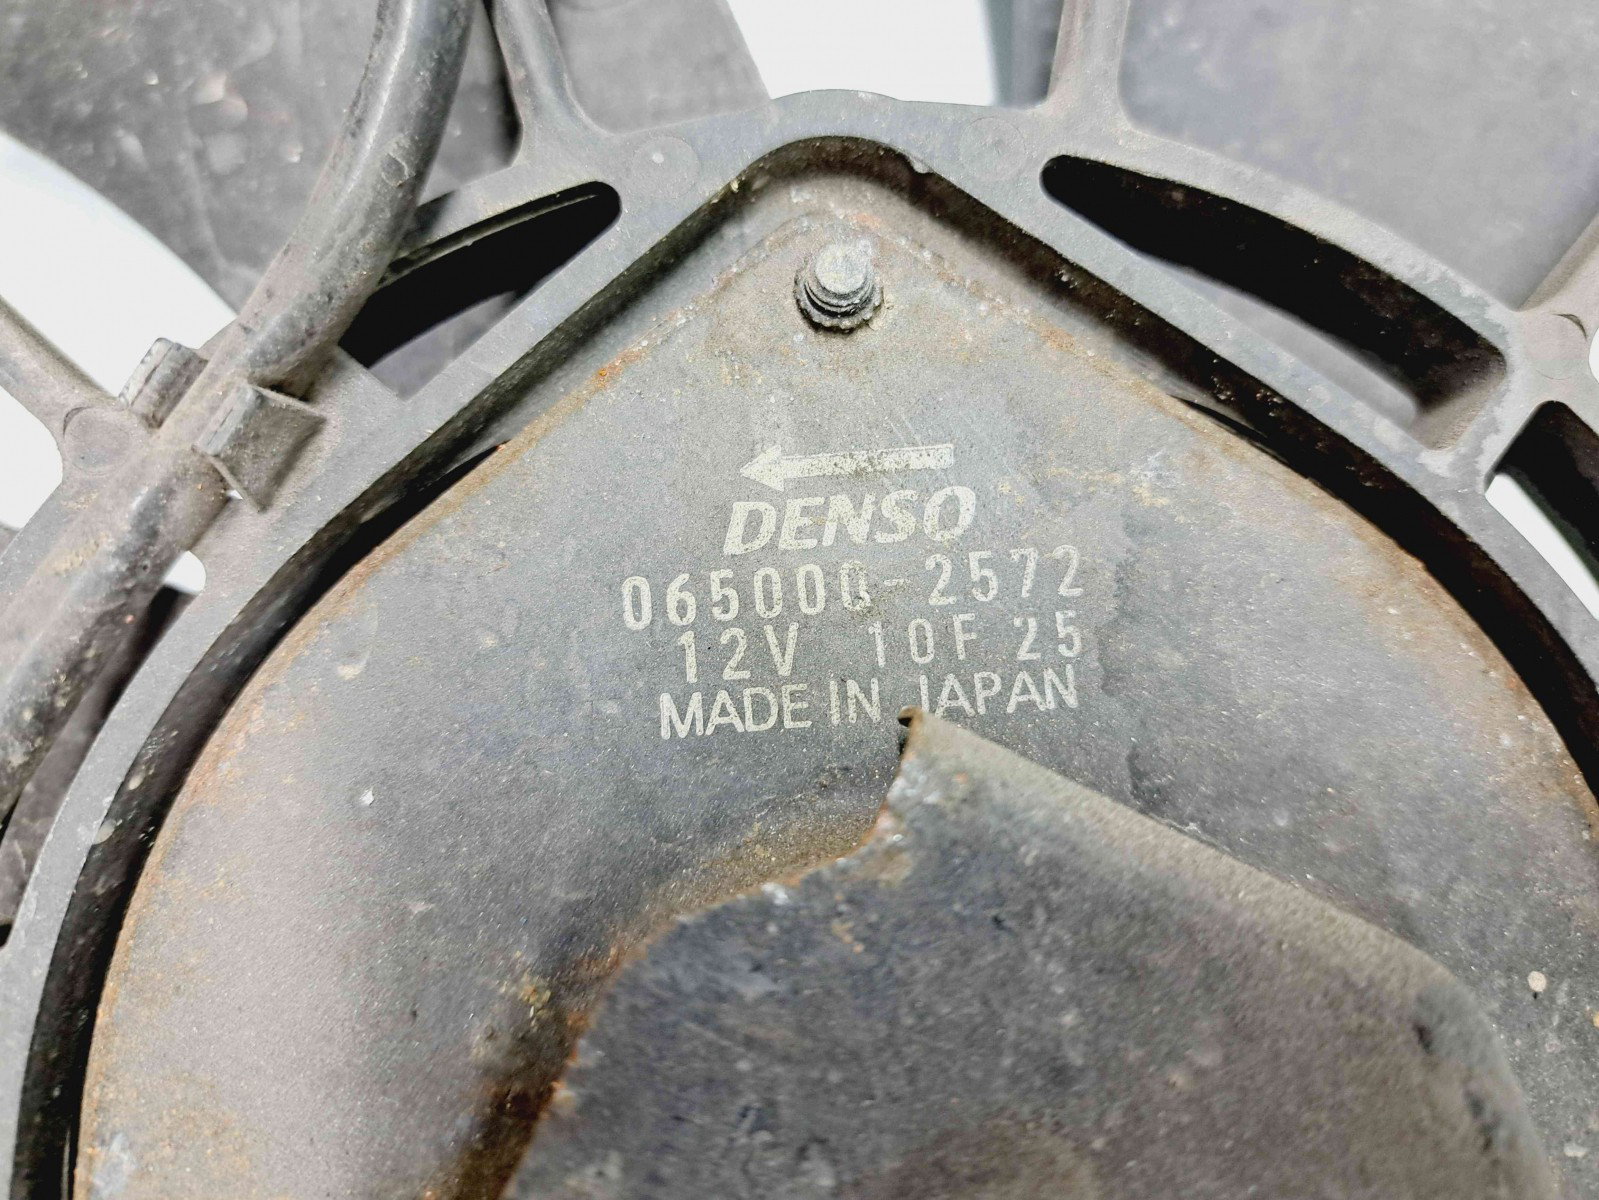 DENSO
065000-2572
12V 10F 25
MADE IN JAPAN